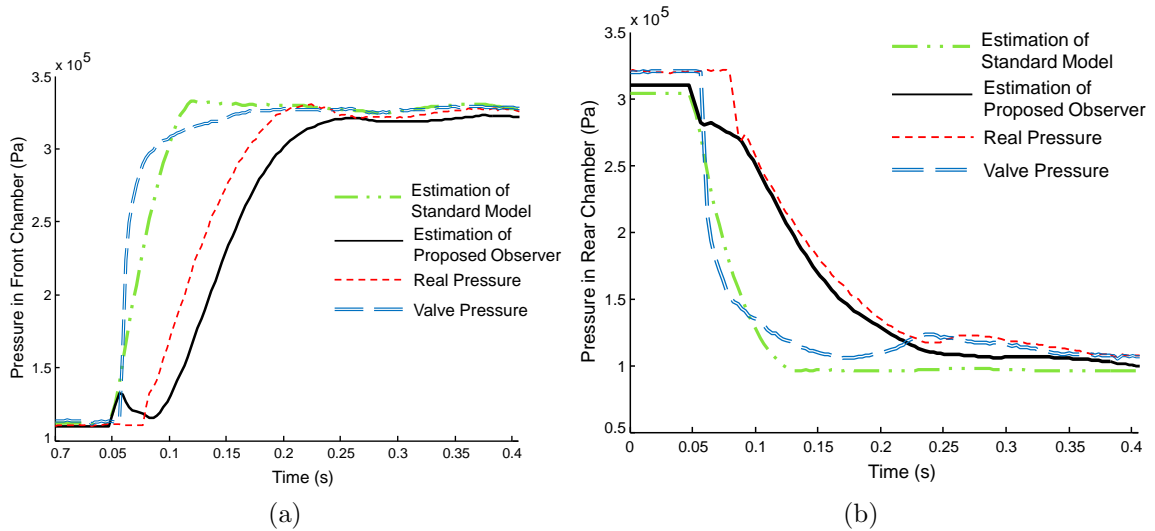 x 10^5
3.5
3
2.5
2
1.5
1
0.7
0.05
0.1
0.15
0.2
0.25
0.3
0.35
0.4
Time (s)
Pressure in Front Chamber (Pa)
Estimation of
Standard Model
Estimation of
Proposed Observer
Real Pressure
Valve Pressure
(a)
x 10^5
3.5
3
2.5
2
1.5
1
0.5
0
0.05
0.1
0.15
0.2
0.25
0.3
0.35
0.4
Time (s)
Pressure in Rear Chamber (Pa)
Estimation of
Standard Model
Estimation of
Proposed Observer
Real Pressure
Valve Pressure
(b)